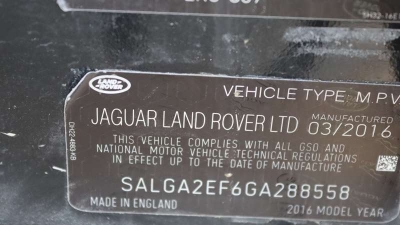 VEHICLE TYPE M.P.V
LAND ROVER
JAGUAR LAND ROVER LTD MANUFACTURED 03/2016
THIS VEHICLE COMPLIES WITH ALL GSO AND
NATIONAL MOTOR VEHICLE TECHNICAL REGULATIONS
IN EFFECT UP TO THE DATE OF MANUFACTURE
SALGA2EF6GA288558
MADE IN ENGLAND 2016 MODEL YEAR